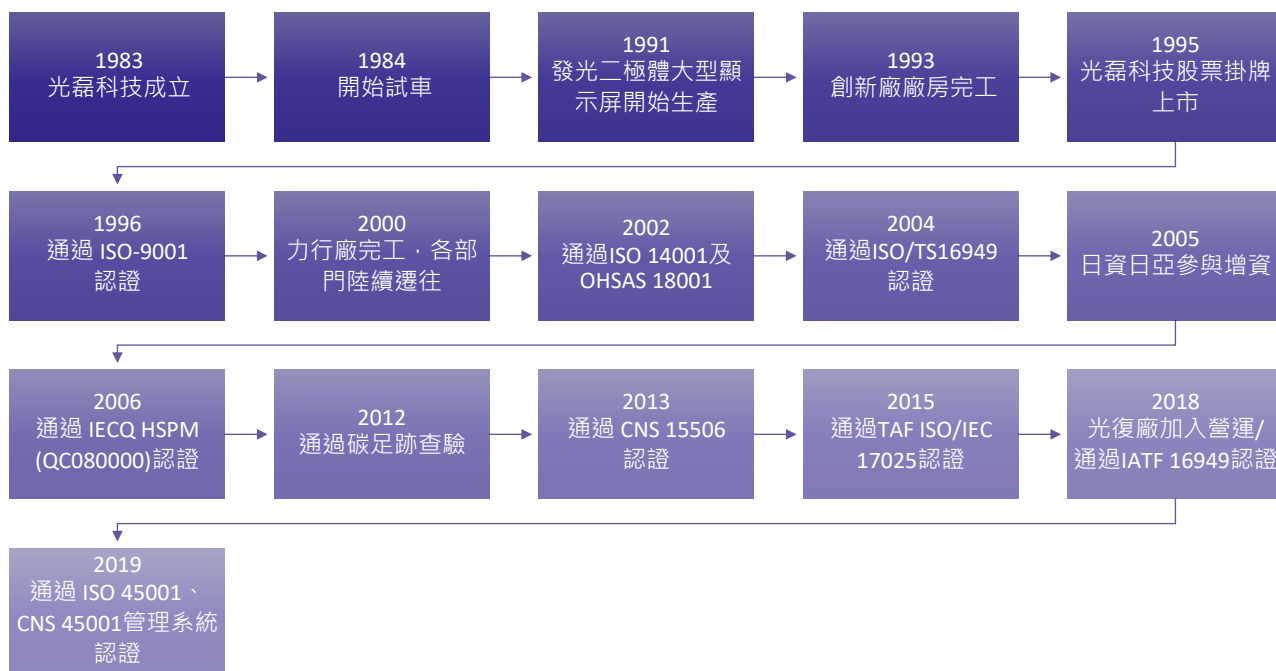 1983
光磊科技成立
1984
開始試車
1991
發光二極體大型顯
示屏開始生產
1993
創新廠廠房完工
1995
光磊科技股票掛牌
上市
1996
通過 ISO-9001
認證
2000
力行廠完工，各部
門陸續遷往
2002
通過ISO 14001及
OHSAS 18001
2004
通過ISO/TS16949
認證
2005
日資日亞參與增資
2006
通過 IECQ HSPM
(QC080000)認證
2012
通過碳足跡查驗
2013
通過 CNS 15506
認證
2015
通過TAF ISO/IEC
17025認證
2018
光復廠加入營運/
通過IATF 16949認證
2019
通過 ISO 45001、
CNS 45001管理系統
認證